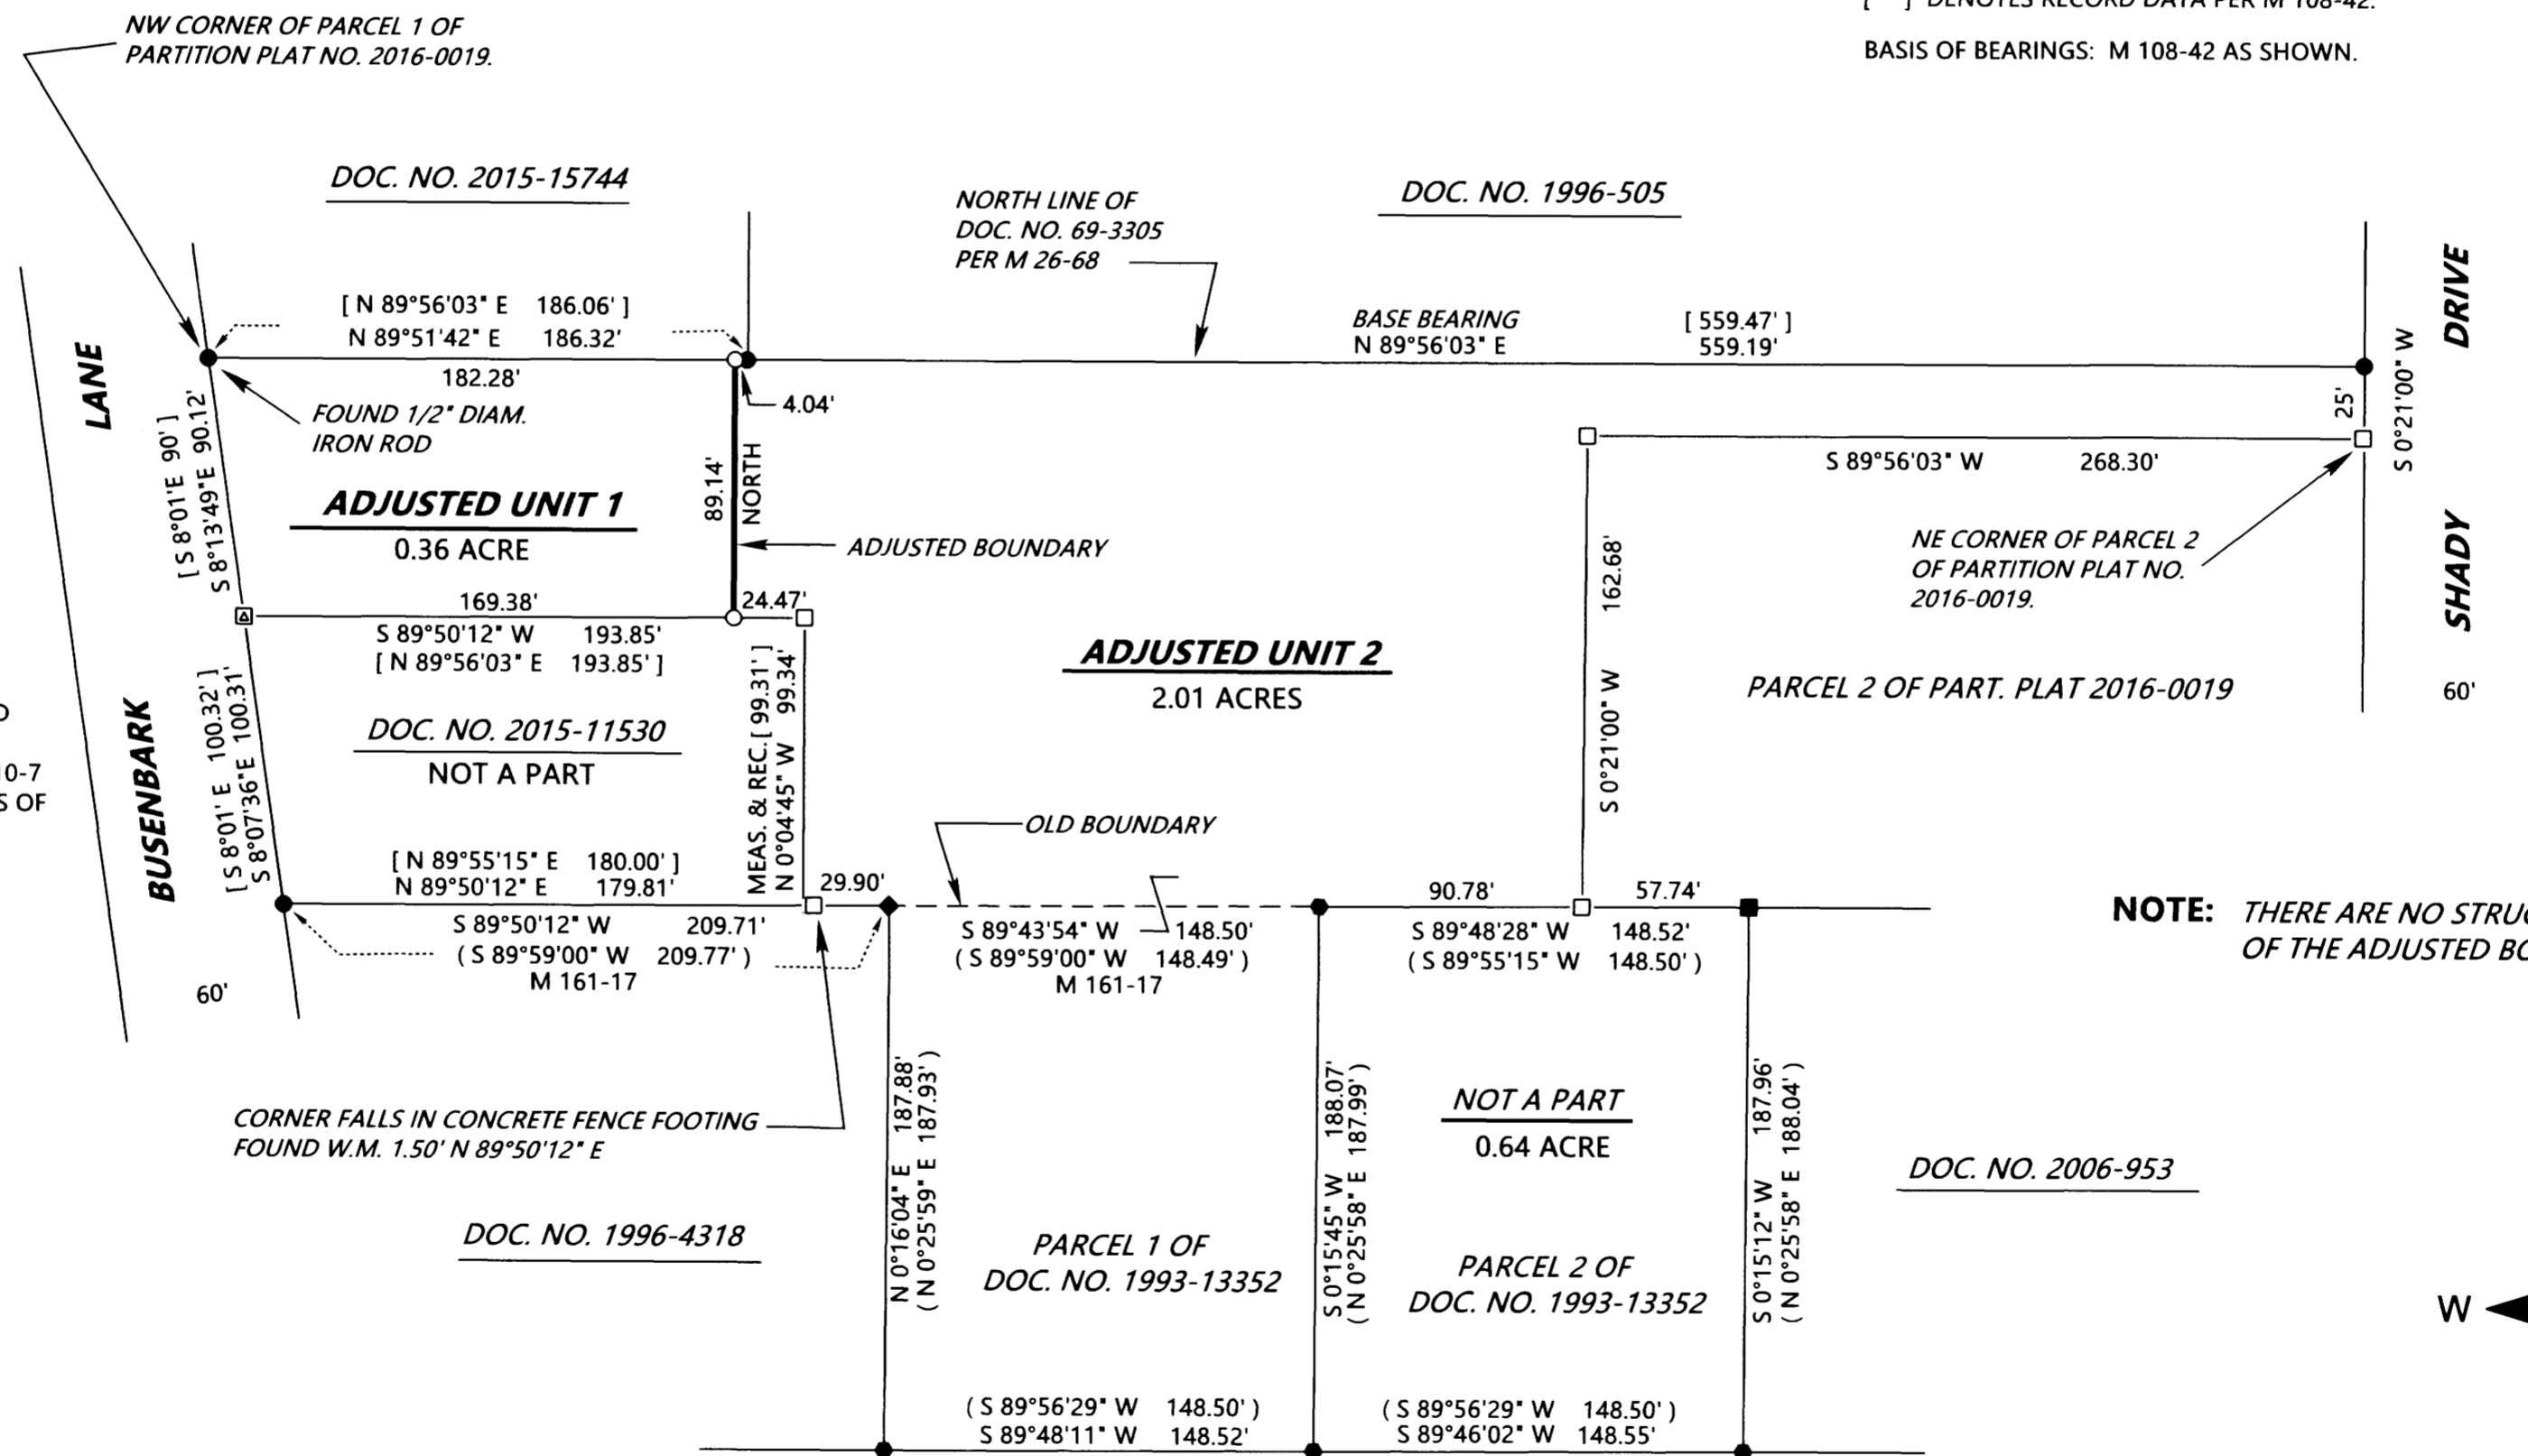 NW CORNER OF PARCEL 1 OF
PARTITION PLAT NO. 2016-0019.
[ ] DENOTES RECORD DATA PER M 108-42.
BASIS OF BEARINGS: M 108-42 AS SHOWN.
DOC. NO. 2015-15744
NORTH LINE OF
DOC. NO. 69-3305
PER M 26-68
DOC. NO. 1996-505
[ N 89°56'03" E 186.06' ]
N 89°51'42" E 186.32'
182.28'
BASE BEARING [ 559.47' ]
N 89°56'03" E 559.19'
4.04'
FOUND 1/2" DIAM.
IRON ROD
LANE
BUSENBARK
60'
[ S 8°01'E 90' ]
S 8°13'49"E 90.12'
ADJUSTED UNIT 1
0.36 ACRE
89.14'
NORTH
ADJUSTED BOUNDARY
25'
S 0°21'00" W
DRIVE
SHADY
60'
S 89°56'03" W 268.30'
NE CORNER OF PARCEL 2
OF PARTITION PLAT NO.
2016-0019.
S 0°21'00" W 162.68'
169.38'
24.47'
S 89°50'12" W 193.85'
[ N 89°56'03" E 193.85' ]
ADJUSTED UNIT 2
2.01 ACRES
PARCEL 2 OF PART. PLAT 2016-0019
[ S 8°01' E 100.32' ]
S 8°07'36"E 100.31'
DOC. NO. 2015-11530
NOT A PART
MEAS. & REC.[ 99.31' ]
N 0°04'45" W 99.34'
0-7
S OF
OLD BOUNDARY
[ N 89°55'15" E 180.00' ]
N 89°50'12" E 179.81'
29.90'
90.78'
57.74'
S 89°50'12" W 209.71'
( S 89°59'00" W 209.77' )
M 161-17
S 89°43'54" W 148.50'
( S 89°59'00" W 148.49' )
M 161-17
S 89°48'28" W 148.52'
( S 89°55'15" W 148.50' )
NOTE: THERE ARE NO STRUC
OF THE ADJUSTED BO
CORNER FALLS IN CONCRETE FENCE FOOTING
FOUND W.M. 1.50' N 89°50'12" E
N 0°16'04" E 187.88'
( N 0°25'59" E 187.93' )
S 0°15'45" W 188.07'
( N 0°25'58" E 187.99' )
NOT A PART
0.64 ACRE
S 0°15'12" W 187.96'
( N 0°25'58" E 188.04' )
DOC. NO. 2006-953
DOC. NO. 1996-4318
PARCEL 1 OF
DOC. NO. 1993-13352
PARCEL 2 OF
DOC. NO. 1993-13352
W
( S 89°56'29" W 148.50' )
S 89°48'11" W 148.52'
( S 89°56'29" W 148.50' )
S 89°46'02" W 148.55'